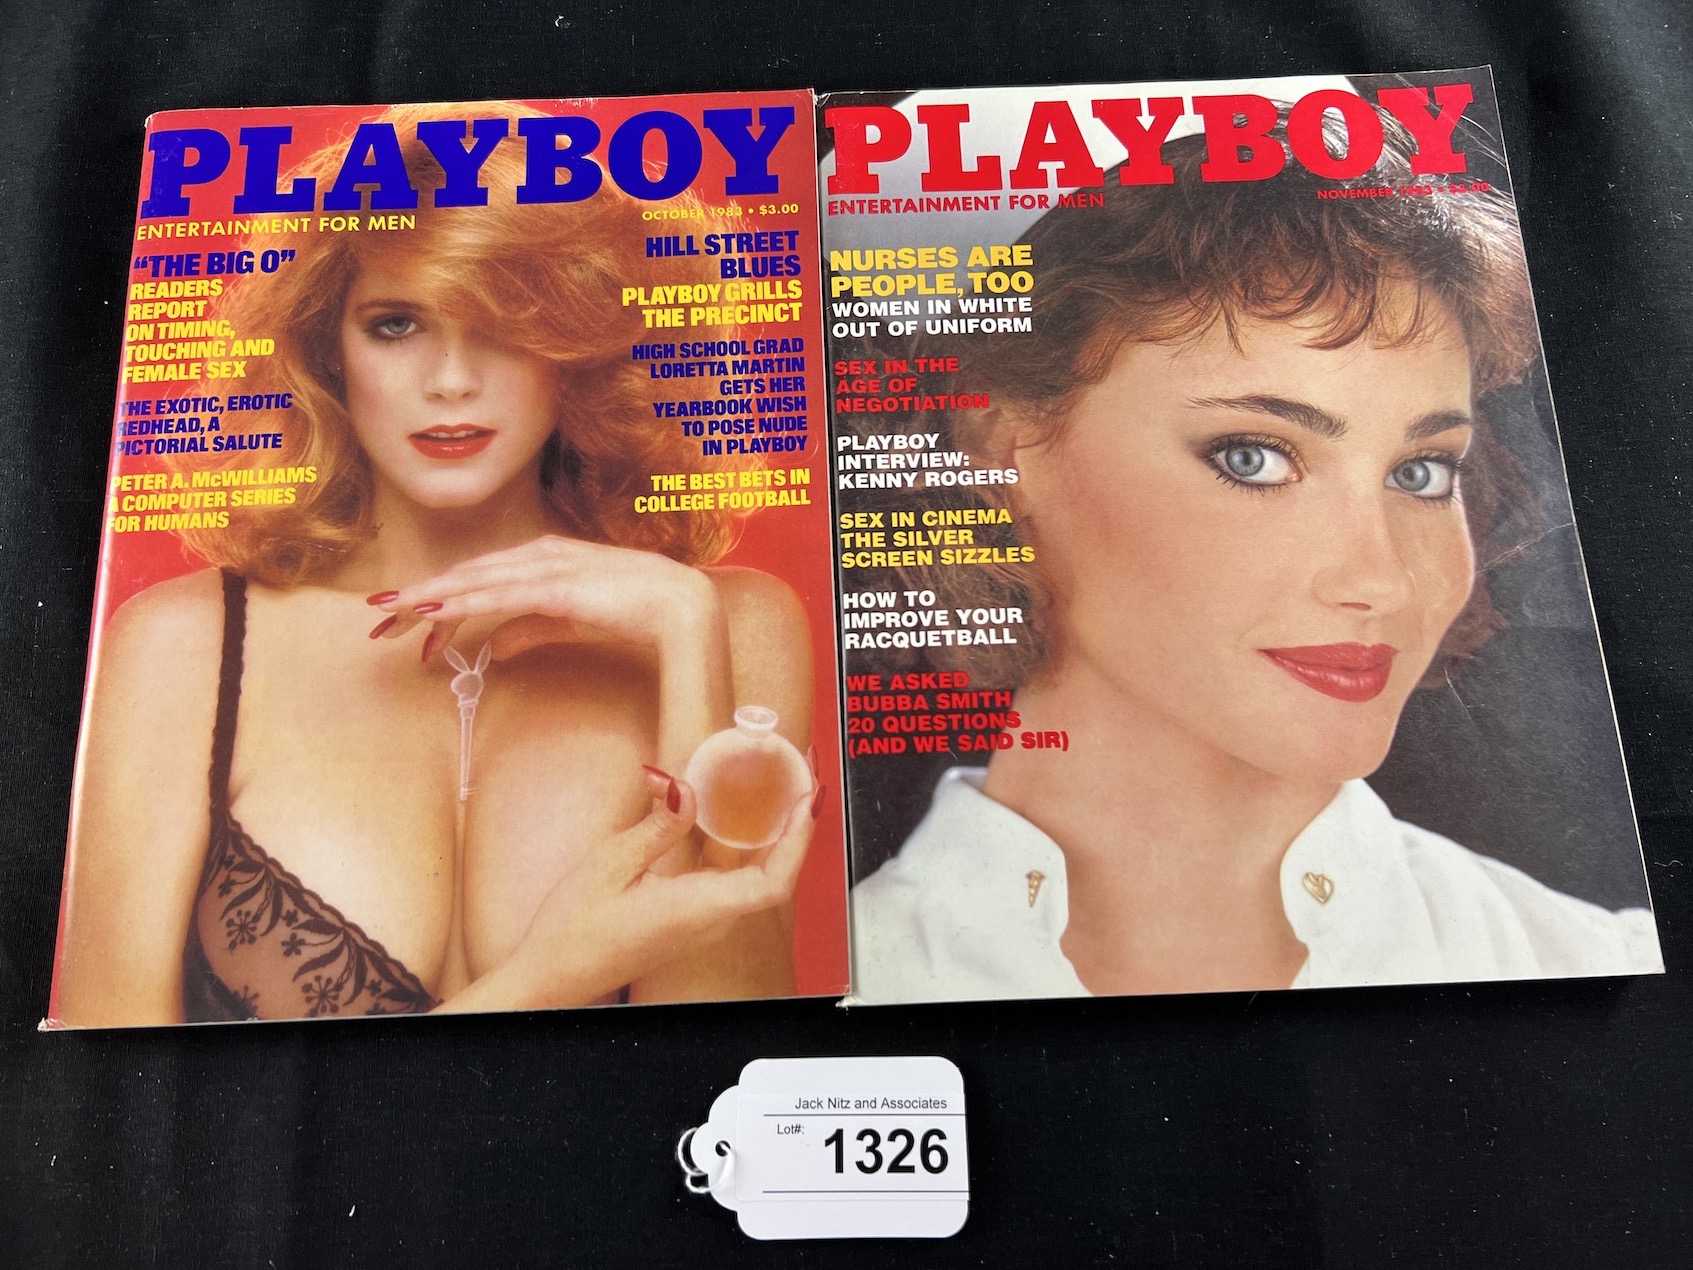 PLAYBOY
ENTERTAINMENT FOR MEN
OCTOBER 1983 • $3.00
"THE BIG O"
READERS
REPORT
ON TIMING,
TOUCHING AND
FEMALE SEX
THE EXOTIC, EROTIC
REDHEAD, A
PICTORIAL SALUTE
PETER A. McWILLIAMS
A COMPUTER SERIES
FOR HUMANS
HILL STREET
BLUES
PLAYBOY GRILLS
THE PRECINCT
HIGH SCHOOL GRAD
LORETTA MARTIN
GETS HER
YEARBOOK WISH
TO POSE NUDE
IN PLAYBOY
THE BEST BETS IN
COLLEGE FOOTBALL
PLAYBOY
ENTERTAINMENT FOR MEN
NOVEMBER 1983 • $3.00
NURSES ARE
PEOPLE, TOO
WOMEN IN WHITE
OUT OF UNIFORM
SEX IN THE
AGE OF
NEGOTIATION
PLAYBOY
INTERVIEW:
KENNY ROGERS
SEX IN CINEMA
THE SILVER
SCREEN SIZZLES
HOW TO
IMPROVE YOUR
RACQUETBALL
WE ASKED
BUBBA SMITH
20 QUESTIONS
(AND WE SAID SIR)
Jack Nitz and Associates
Lot#: 1326